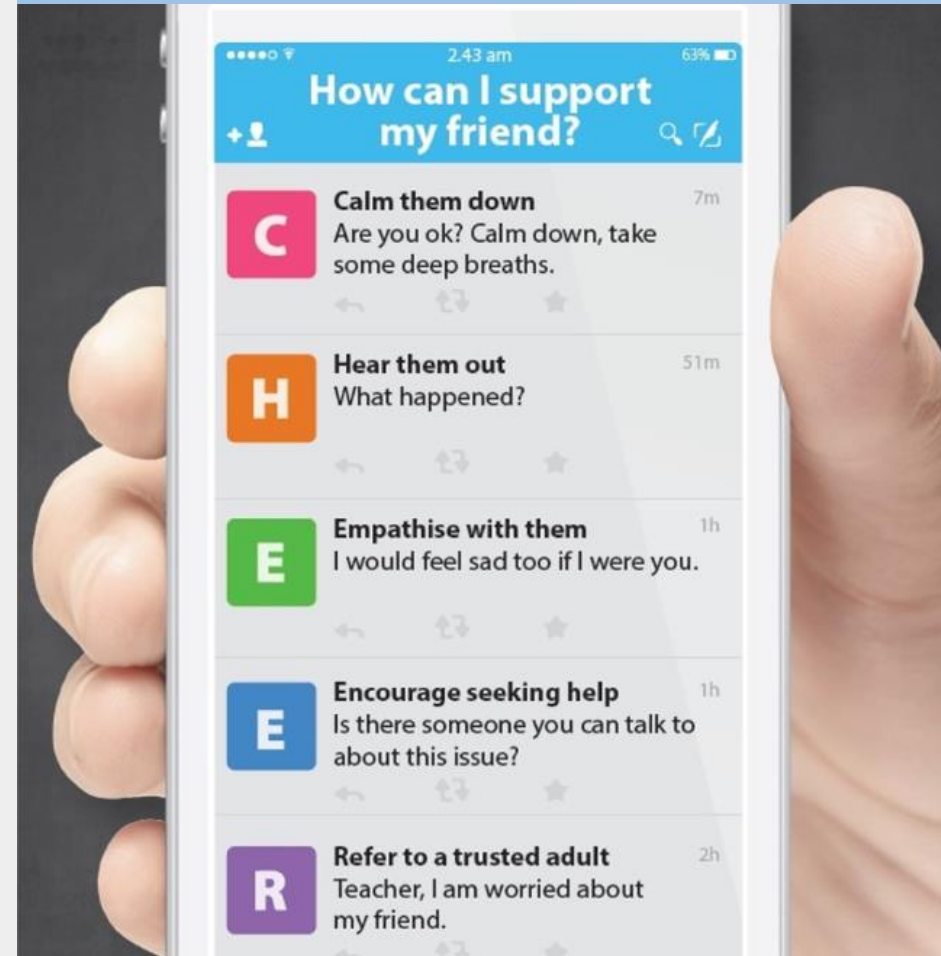 2.43 am
63%
How can I support
my friend?
C
Calm them down
7m
Are you ok? Calm down, take
some deep breaths.
H
Hear them out
51m
What happened?
E
Empathise with them
1h
I would feel sad too if I were you.
E
Encourage seeking help
1h
Is there someone you can talk to
about this issue?
R
Refer to a trusted adult
2h
Teacher, I am worried about
my friend.